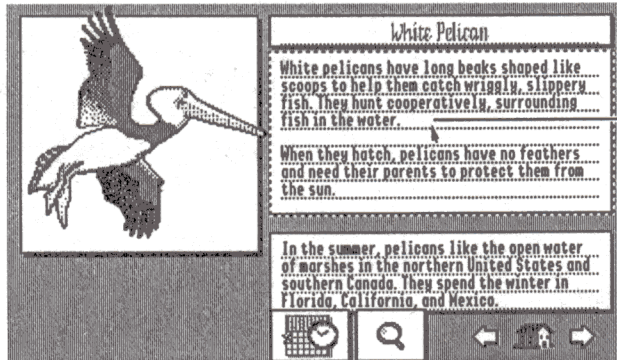 White Pelican
White pelicans have long beaks shaped like
scoops to help them catch wriggly, slippery
fish. They hunt cooperatively, surrounding
fish in the water.
When they hatch, pelicans have no feathers
and need their parents to protect them from
the sun.
In the summer, pelicans like the open water
of marshes in the northern United States and
southern Canada. They spend the winter in
Florida, California, and Mexico.